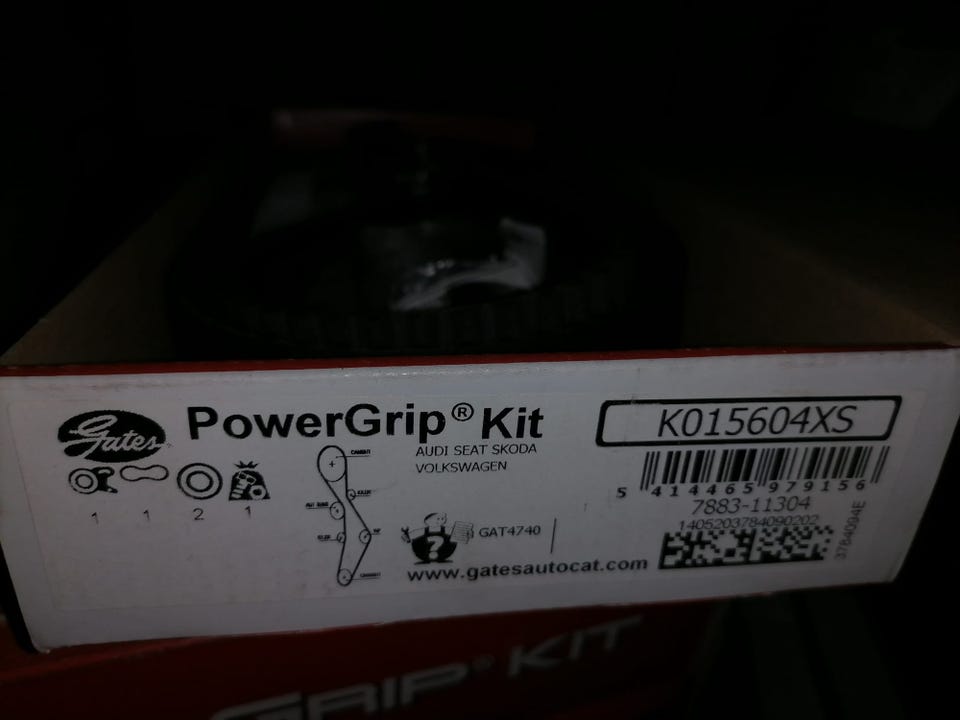 Gates
PowerGrip® Kit
AUDI SEAT SKODA
VOLKSWAGEN
K015604XS
5 414465 979156
7883-11304
1405203784090202
3784094E
1 1 2 1
GAT4740
?
www.gatesautocat.com
GRIP® KIT